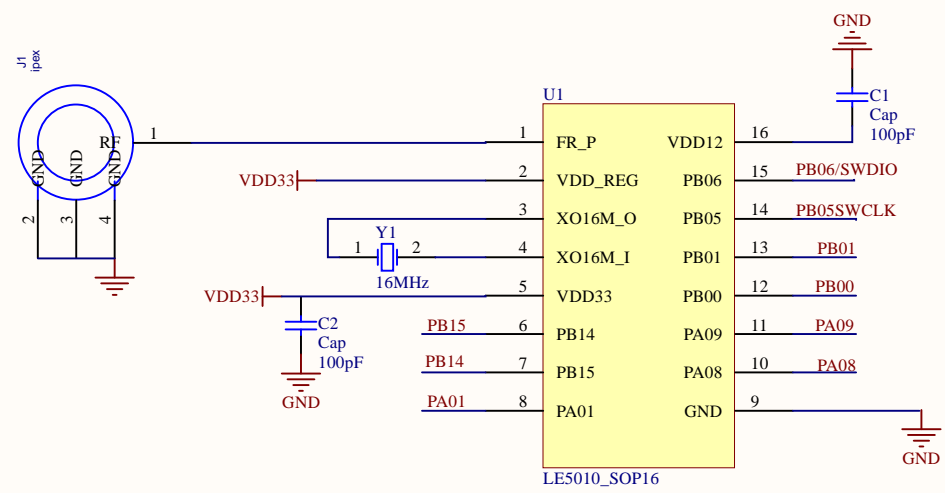 GND
J1
ipex
C1
Cap
100pF
U1
RF
1
GND
GND
GND
2
3
4
1
FR_P
VDD12
16
VDD33
2
VDD_REG
PB06
15
PB06/SWDIO
3
XO16M_O
PB05
14
PB05SWCLK
Y1
1
2
16MHz
4
XO16M_I
PB01
13
PB01
VDD33
5
VDD33
PB00
12
PB00
C2
Cap
100pF
GND
PB15
6
PB14
PA09
11
PA09
PB14
7
PB15
PA08
10
PA08
PA01
8
PA01
GND
9
GND
LE5010_SOP16